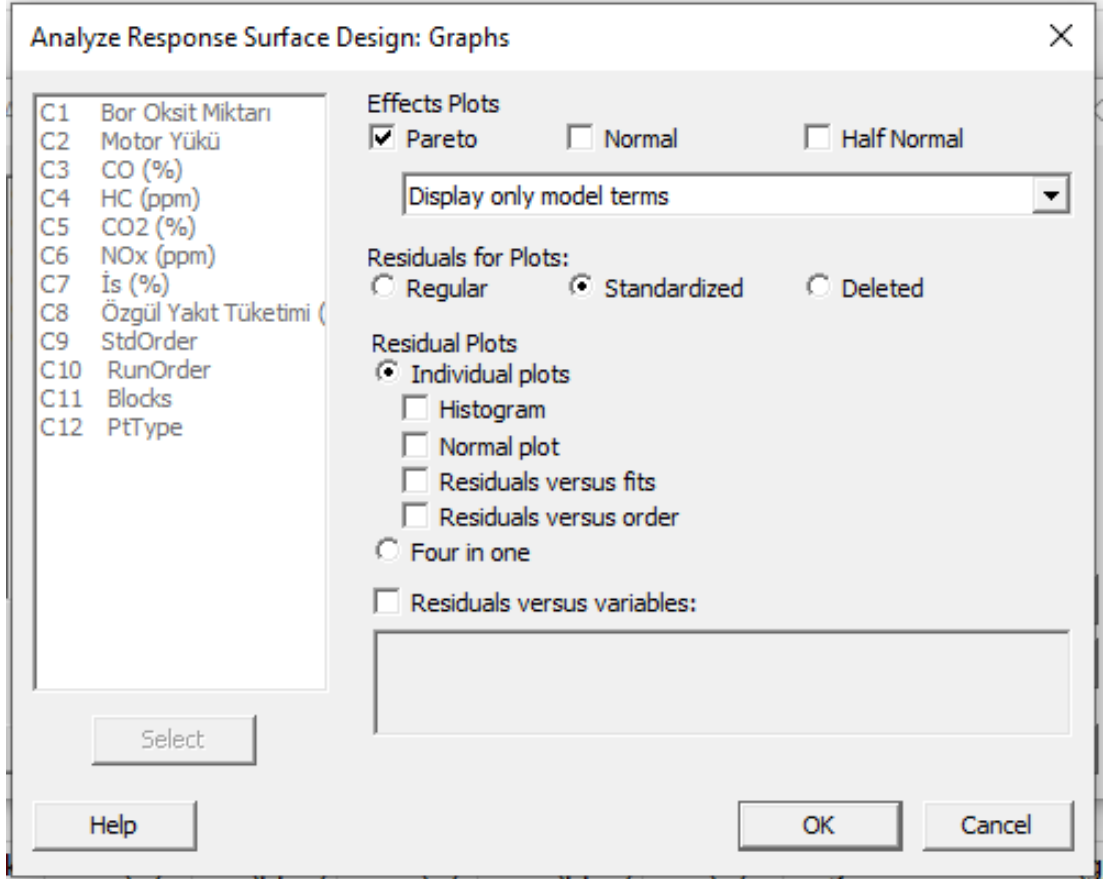 Analyze Response Surface Design: Graphs
C1 Bor Oksit Miktarı
C2 Motor Yükü
C3 CO (%)
C4 HC (ppm)
C5 CO2 (%)
C6 NOx (ppm)
C7 İs (%)
C8 Özgül Yakıt Tüketimi (
C9 StdOrder
C10 RunOrder
C11 Blocks
C12 PtType
Select
Effects Plots
Pareto Normal Half Normal
Display only model terms
Residuals for Plots:
Regular Standardized Deleted
Residual Plots
Individual plots
Histogram
Normal plot
Residuals versus fits
Residuals versus order
Four in one
Residuals versus variables:
Help OK Cancel